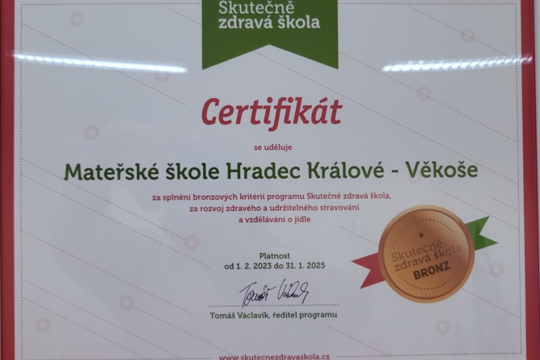 Skutečně
zdravá škola
Certifikát
se uděluje
Mateřské škole Hradec Králové - Věkoše
za splnění bronzových kritérií programu Skutečně zdravá škola,
za rozvoj zdravého a udržitelného stravování
a vzdělávání o jídle
Skutečně
zdravá škola
BRONZ
Platnost
od 1. 2. 2023 do 31. 1. 2025
Tomáš Václavík, ředitel programu
www.skutecnezdravaskola.cz